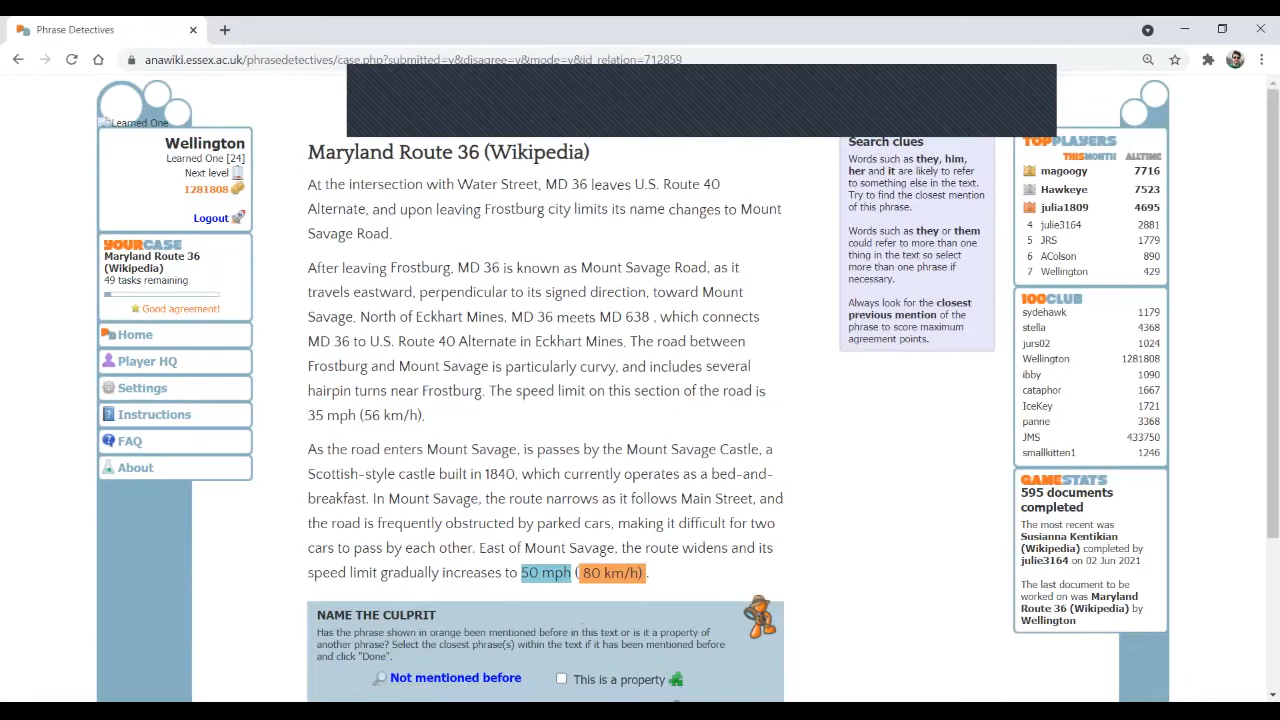 Phrase Detectives
anawiki.essex.ac.uk/phrasedetectives/case.php?submitted=y&disagree=y&mode=y&id_relation=712859
Learned One
Wellington
Learned One [24]
Next level
1281808
Logout
YOURCASE
Maryland Route 36
(Wikipedia)
49 tasks remaining
Good agreement!
Home
Player HQ
Settings
Instructions
FAQ
About
Maryland Route 36 (Wikipedia)
At the intersection with Water Street, MD 36 leaves U.S. Route 40
Alternate, and upon leaving Frostburg city limits its name changes to Mount
Savage Road.
After leaving Frostburg, MD 36 is known as Mount Savage Road, as it
travels eastward, perpendicular to its signed direction, toward Mount
Savage. North of Eckhart Mines, MD 36 meets MD 638 , which connects
MD 36 to U.S. Route 40 Alternate in Eckhart Mines. The road between
Frostburg and Mount Savage is particularly curvy, and includes several
hairpin turns near Frostburg. The speed limit on this section of the road is
35 mph (56 km/h).
As the road enters Mount Savage, is passes by the Mount Savage Castle, a
Scottish-style castle built in 1840, which currently operates as a bed-and-
breakfast. In Mount Savage, the route narrows as it follows Main Street, and
the road is frequently obstructed by parked cars, making it difficult for two
cars to pass by each other. East of Mount Savage, the route widens and its
speed limit gradually increases to 50 mph ( 80 km/h) .
NAME THE CULPRIT
Has the phrase shown in orange been mentioned before in this text or is it a property of
another phrase? Select the closest phrase(s) within the text if it has been mentioned before
and click "Done".
Not mentioned before
This is a property
Search clues
Words such as they, him,
her and it are likely to refer
to something else in the text.
Try to find the closest mention
of this phrase.
Words such as they or them
could refer to more than one
thing in the text so select
more than one phrase if
necessary.
Always look for the closest
previous mention of the
phrase to score maximum
agreement points.
TOPPLAYERS
THISMONTH ALLTIME
magoogy 7716
Hawkeye 7523
julia1809 4695
4 julie3164 2881
5 JRS 1779
6 AColson 890
7 Wellington 429
100CLUB
sydehawk 1179
stella 4368
jurs02 1024
Wellington 1281808
ibby 1090
cataphor 1667
IceKey 1721
panne 3368
JMS 433750
smallkitten1 1246
GAMESTATS
595 documents
completed
The most recent was
Susianna Kentikian
(Wikipedia) completed by
julie3164 on 02 Jun 2021
The last document to be
worked on was Maryland
Route 36 (Wikipedia) by
Wellington